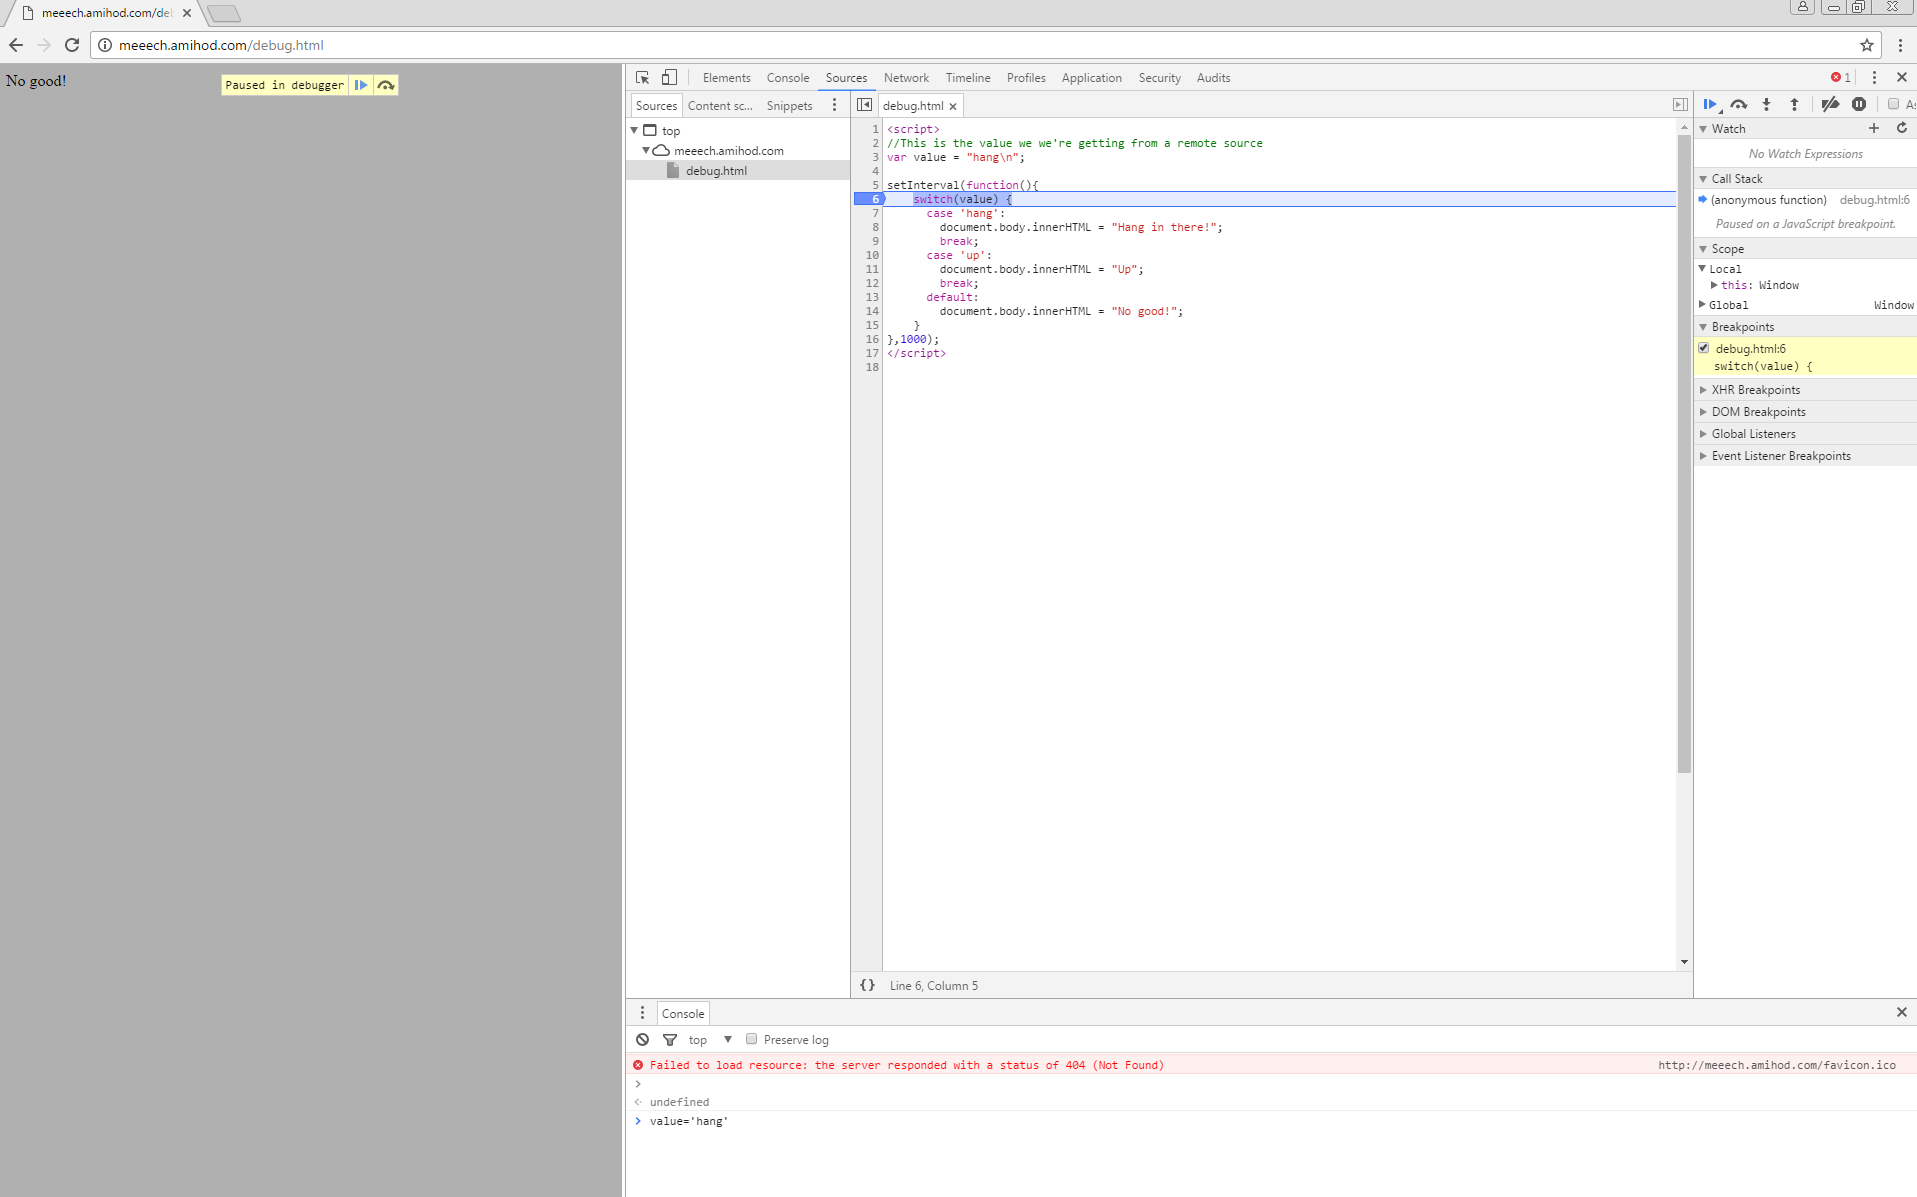 meeech.amihod.com/de
meeech.amihod.com/debug.html
No good!
Paused in debugger
Elements Console Sources Network Timeline Profiles Application Security Audits
1
Sources Content sc... Snippets
top
meeech.amihod.com
debug.html
debug.html
1 <script>
2 //This is the value we we're getting from a remote source
3 var value = "hang\n";
4
5 setInterval(function(){
6 switch(value) {
7 case 'hang':
8 document.body.innerHTML = "Hang in there!";
9 break;
10 case 'up':
11 document.body.innerHTML = "Up";
12 break;
13 default:
14 document.body.innerHTML = "No good!";
15 }
16 },1000);
17 </script>
18
{} Line 6, Column 5
As
Watch
No Watch Expressions
Call Stack
(anonymous function) debug.html:6
Paused on a JavaScript breakpoint.
Scope
Local
this: Window
Global Window
Breakpoints
debug.html:6
switch(value) {
XHR Breakpoints
DOM Breakpoints
Global Listeners
Event Listener Breakpoints
Console
top Preserve log
Failed to load resource: the server responded with a status of 404 (Not Found) http://meeech.amihod.com/favicon.ico
undefined
value='hang'